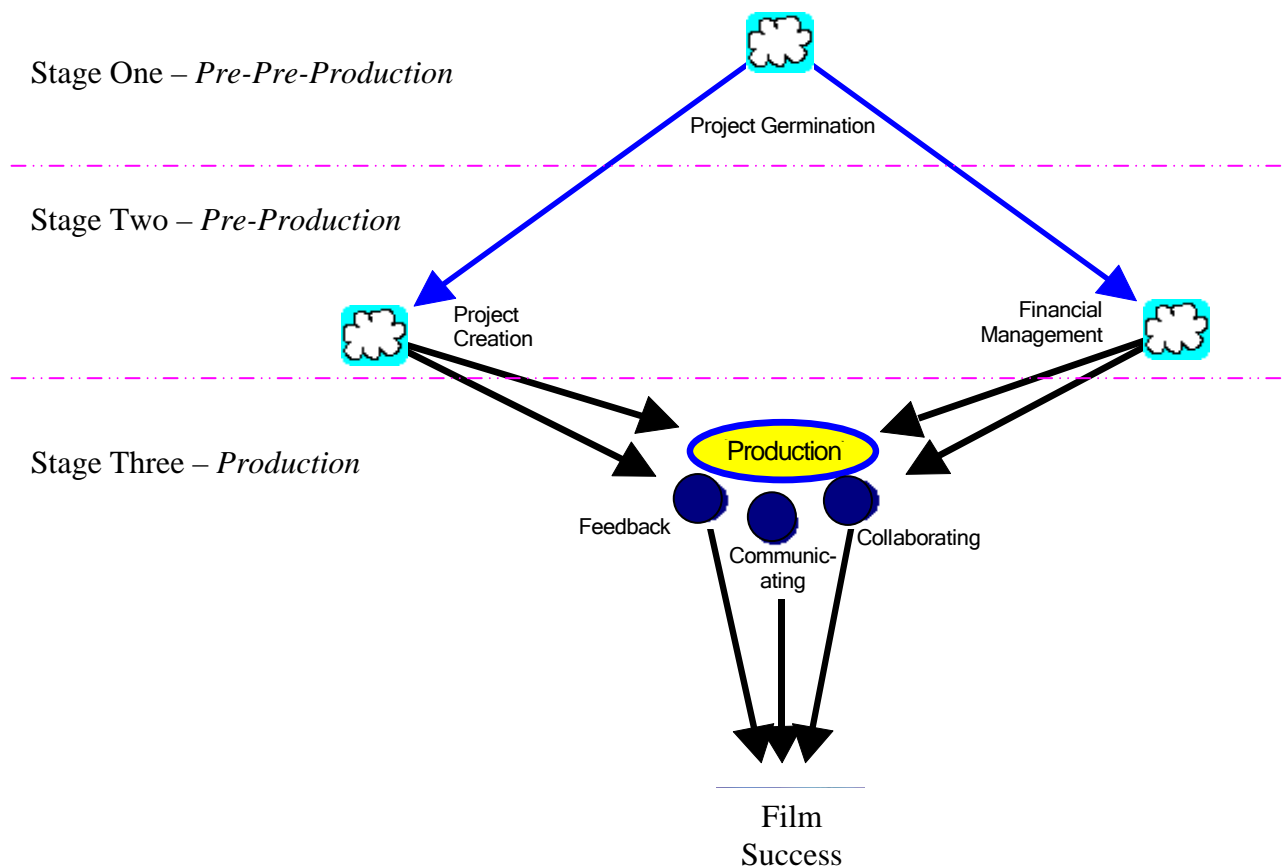 Stage One – Pre-Pre-Production
Project Germination
Stage Two – Pre-Production
Project
Creation
Financial
Management
Production
Stage Three – Production
Feedback
Communic-
ating
Collaborating
Film
Success